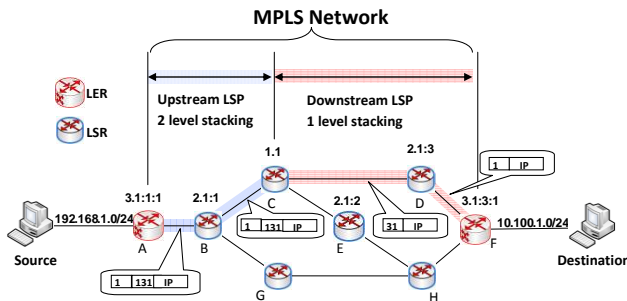 MPLS Network
LER
LSR
Upstream LSP
2 level stacking
Downstream LSP
1 level stacking
1.1
2.1:3
1 IP
3.1:1:1
2.1:1
C
2.1:2
D
3.1:3:1
192.168.1.0/24
10.100.1.0/24
1 131 IP
31 IP
Source
A
B
E
F
Destination
1 131 IP
G
H